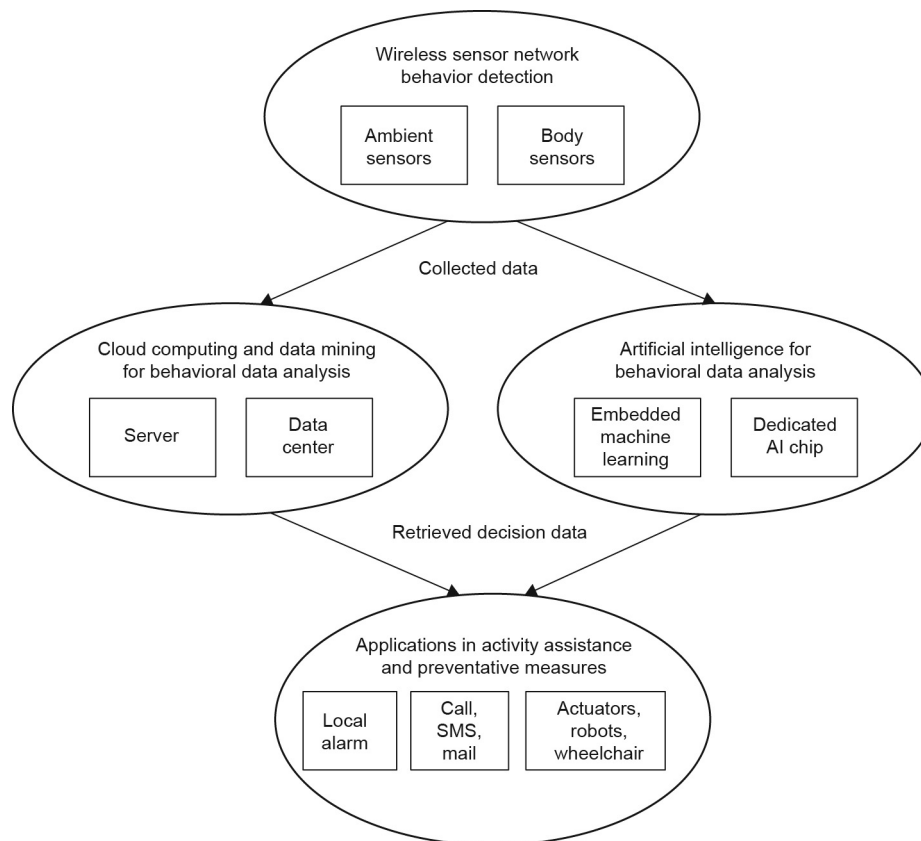 Wireless sensor network
behavior detection
Ambient
sensors
Body
sensors
Collected data
Cloud computing and data mining
for behavioral data analysis
Server
Data
center
Artificial intelligence for
behavioral data analysis
Embedded
machine
learning
Dedicated
AI chip
Retrieved decision data
Applications in activity assistance
and preventative measures
Local
alarm
Call,
SMS,
mail
Actuators,
robots,
wheelchair